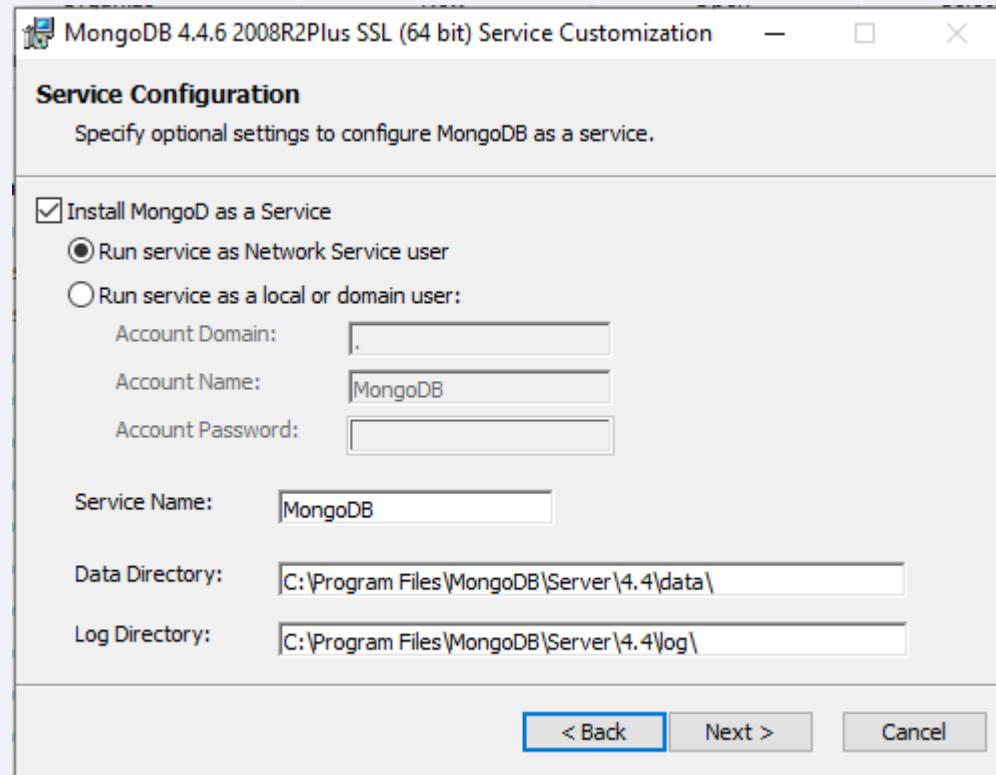 MongoDB 4.4.6 2008R2Plus SSL (64 bit) Service Customization
Service Configuration
Specify optional settings to configure MongoDB as a service.
Install MongoD as a Service
Run service as Network Service user
Run service as a local or domain user:
Account Domain: .
Account Name: MongoDB
Account Password:
Service Name: MongoDB
Data Directory: C:\Program Files\MongoDB\Server\4.4\data\
Log Directory: C:\Program Files\MongoDB\Server\4.4\log\
< Back Next > Cancel